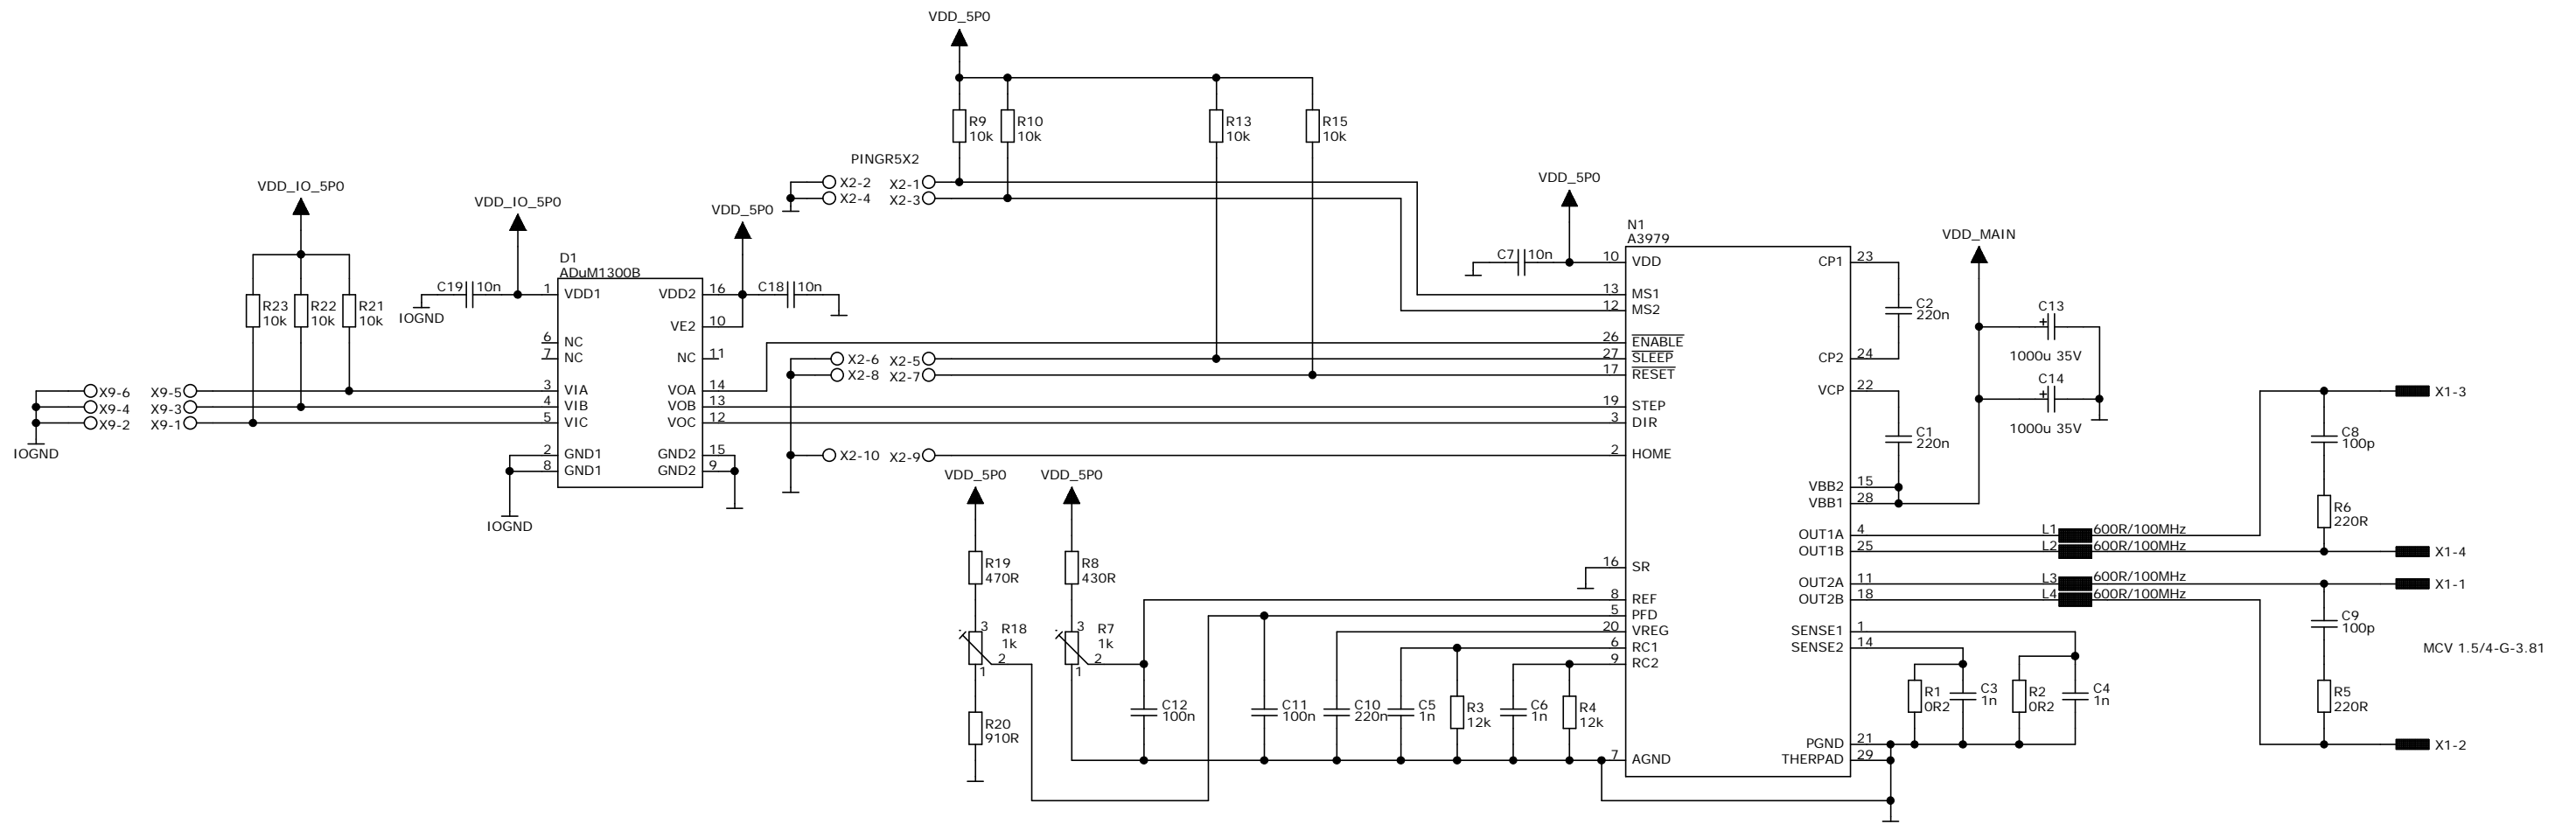 VDD_5P0
R9
10k
R10
10k
R13
10k
R15
10k
PINGR5X2
X2-2 X2-1
X2-4 X2-3
VDD_IO_5P0
VDD_IO_5P0
VDD_5P0
VDD_5P0
R23
10k
R22
10k
R21
10k
C19 10n
IOGND
D1
ADuM1300B
1 VDD1
6 NC
7 NC
3 VIA
4 VIB
5 VIC
2 GND1
8 GND1
VDD2 16
VE2 10
NC 11
VOA 14
VOB 13
VOC 12
GND2 15
GND2 9
C18 10n
X9-6 X9-5
X9-4 X9-3
X9-2 X9-1
IOGND
IOGND
X2-6 X2-5
X2-8 X2-7
X2-10 X2-9
VDD_5P0
VDD_5P0
R19
470R
R8
430R
3
R18
1k
2
1
3
R7
1k
2
1
R20
910R
C12
100n
C11
100n
C10
220n
C5
1n
R3
12k
C6
1n
R4
12k
C7 10n
N1
A3979
10 VDD
13 MS1
12 MS2
26 ENABLE
27 SLEEP
17 RESET
19 STEP
3 DIR
2 HOME
16 SR
8 REF
5 PFD
20 VREG
6 RC1
9 RC2
7 AGND
CP1 23
CP2 24
VCP 22
VBB2 15
VBB1 28
OUT1A 4
OUT1B 25
OUT2A 11
OUT2B 18
SENSE1 1
SENSE2 14
PGND 21
THERPAD 29
C2
220n
C1
220n
VDD_MAIN
C13
+
1000u 35V
C14
+
1000u 35V
L1 600R/100MHz
L2 600R/100MHz
L3 600R/100MHz
L4 600R/100MHz
R1
0R2
C3
1n
R2
0R2
C4
1n
X1-3
C8
100p
R6
220R
X1-4
X1-1
C9
100p
MCV 1.5/4-G-3.81
R5
220R
X1-2